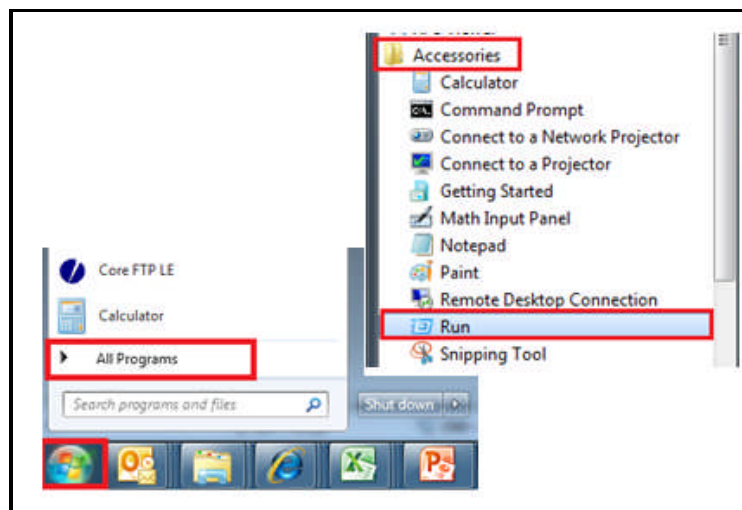 Accessories
Calculator
Command Prompt
Connect to a Network Projector
Connect to a Projector
Getting Started
Math Input Panel
Notepad
Paint
Remote Desktop Connection
Run
Snipping Tool
Core FTP LE
Calculator
All Programs
Search programs and files
Shut down